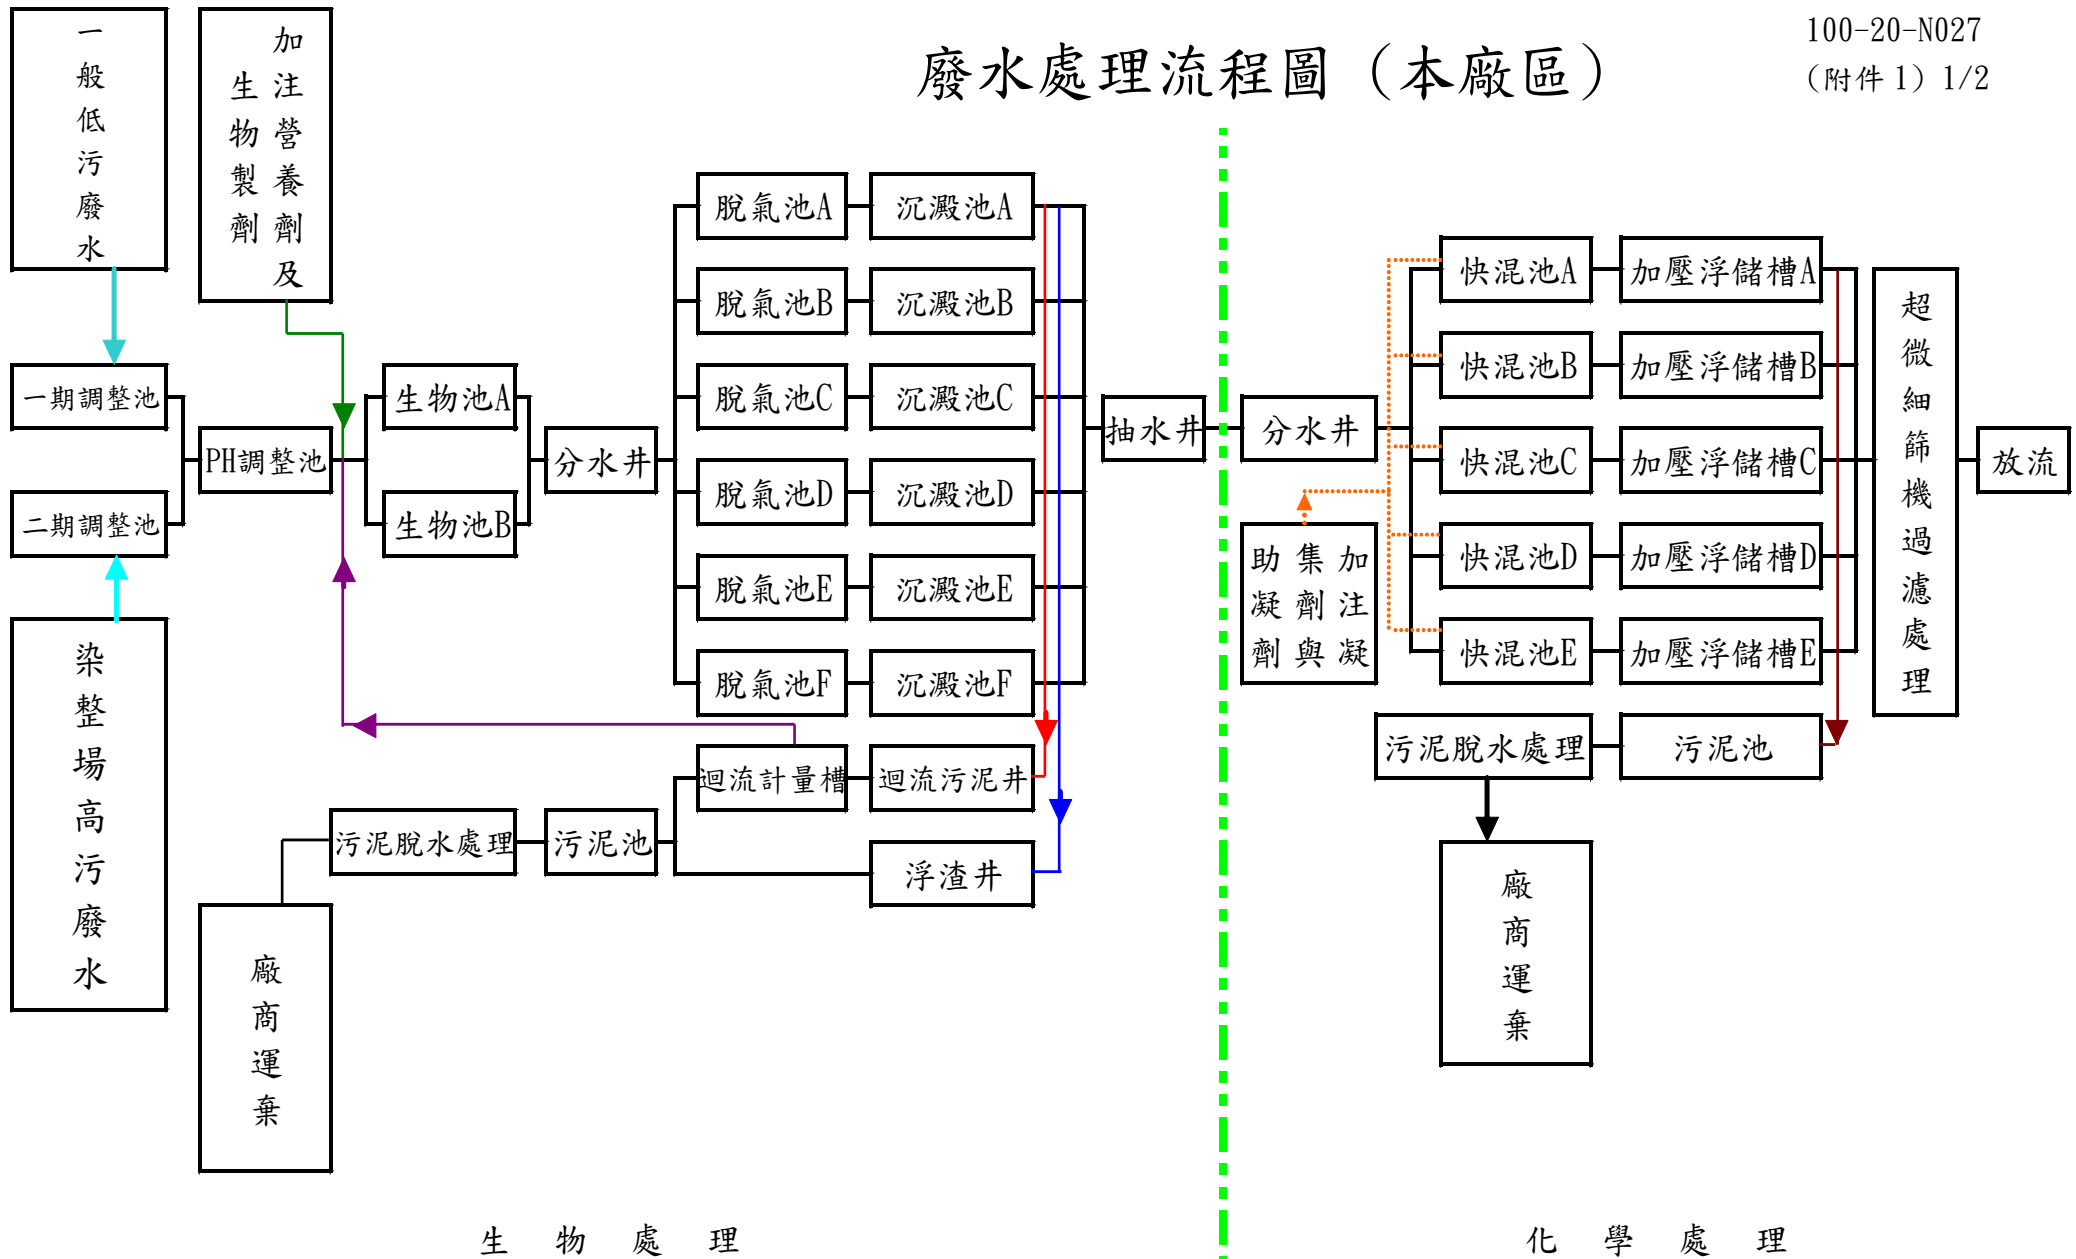 100-20-N027
（附件 1）1/2
廢水處理流程圖（本廠區）
一般低污廢水
加注營養劑及
生物製劑
一期調整池
二期調整池
染整場高污廢水
PH調整池
生物池A
生物池B
分水井
脫氣池A
沉澱池A
脫氣池B
沉澱池B
脫氣池C
沉澱池C
脫氣池D
沉澱池D
脫氣池E
沉澱池E
脫氣池F
沉澱池F
迴流計量槽
迴流污泥井
污泥脫水處理
污泥池
浮渣井
廠商運棄
抽水井
分水井
加注凝
集劑與
助凝劑
快混池A
加壓浮儲槽A
快混池B
加壓浮儲槽B
快混池C
加壓浮儲槽C
快混池D
加壓浮儲槽D
快混池E
加壓浮儲槽E
污泥脫水處理
污泥池
廠商運棄
超微細篩機過濾處理
放流
生物處理
化學處理